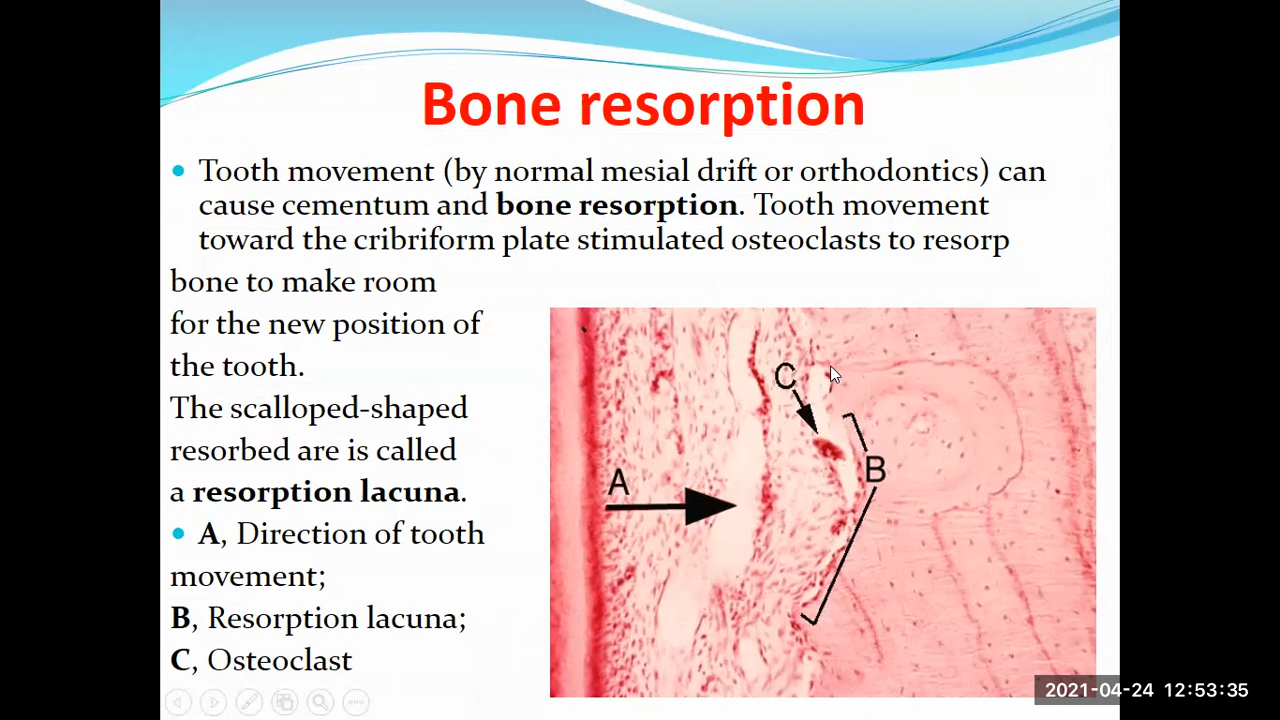 Bone resorption
Tooth movement (by normal mesial drift or orthodontics) can
cause cementum and bone resorption. Tooth movement
toward the cribriform plate stimulated osteoclasts to resorp
bone to make room
for the new position of
the tooth.
The scalloped-shaped
resorbed are is called
a resorption lacuna.
A, Direction of tooth
movement;
B, Resorption lacuna;
C, Osteoclast
C
B
A
2021-04-24 12:53:35